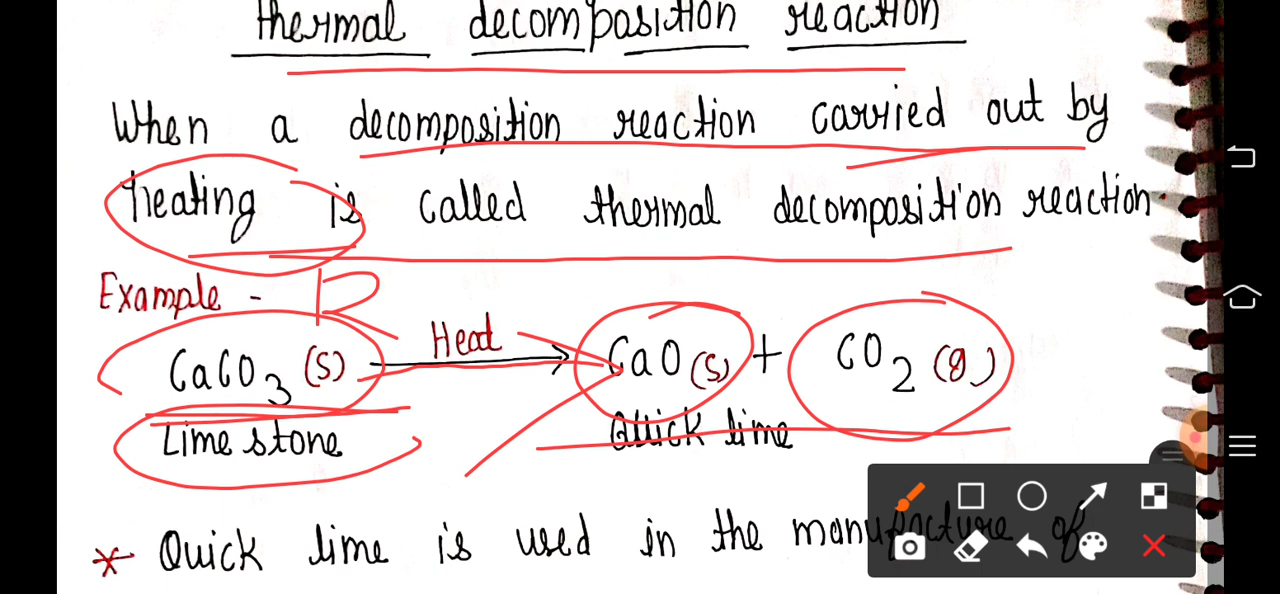 thermal decomposition reaction
When a decomposition reaction carried out by
heating is called thermal decomposition reaction.
Example - R
CaCO3 (s) Heat → CaO(s) + CO2 (g)
Lime stone Quick lime
* Quick lime is used in the manufacture of